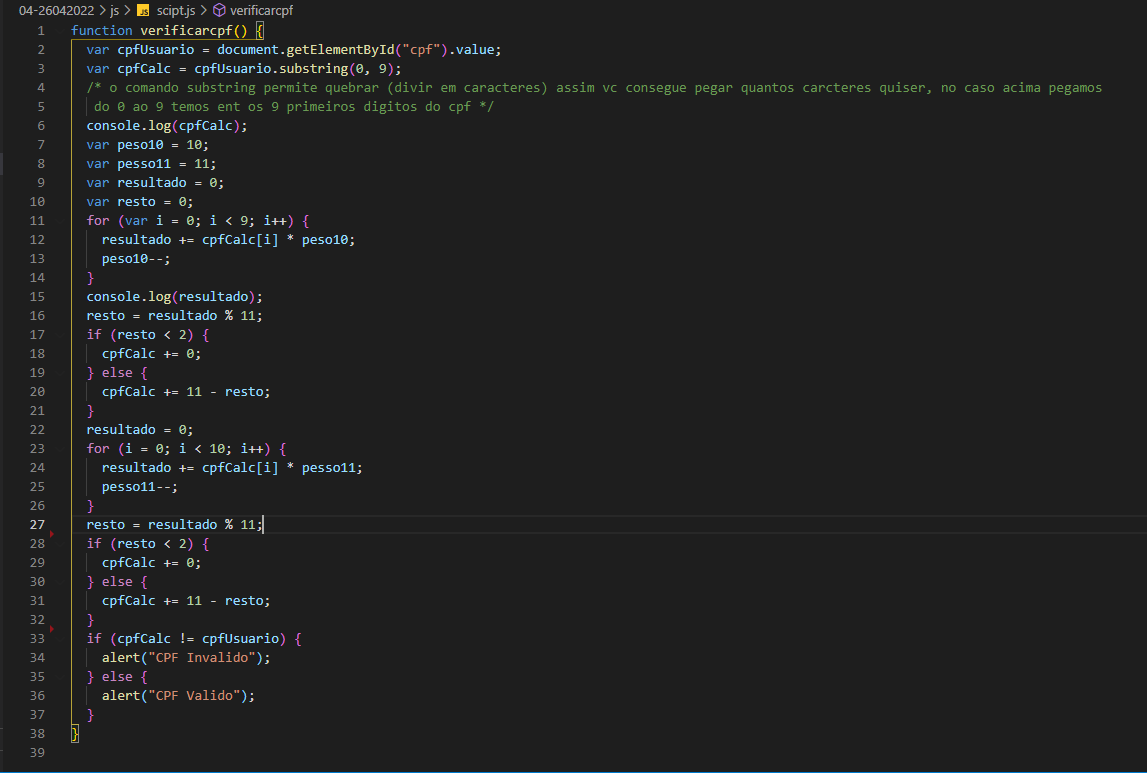 04-26042022 > js > JS scipt.js > verificarcpf
1 function verificarcpf() {
2 var cpfUsuario = document.getElementById("cpf").value;
3 var cpfCalc = cpfUsuario.substring(0, 9);
4 /* o comando substring permite quebrar (divir em caracteres) assim vc consegue pegar quantos carcteres quiser, no caso acima pegamos
5 do 0 ao 9 temos ent os 9 primeiros digitos do cpf */
6 console.log(cpfCalc);
7 var peso10 = 10;
8 var pesso11 = 11;
9 var resultado = 0;
10 var resto = 0;
11 for (var i = 0; i < 9; i++) {
12 resultado += cpfCalc[i] * peso10;
13 peso10--;
14 }
15 console.log(resultado);
16 resto = resultado % 11;
17 if (resto < 2) {
18 cpfCalc += 0;
19 } else {
20 cpfCalc += 11 - resto;
21 }
22 resultado = 0;
23 for (i = 0; i < 10; i++) {
24 resultado += cpfCalc[i] * pesso11;
25 pesso11--;
26 }
27 resto = resultado % 11;
28 if (resto < 2) {
29 cpfCalc += 0;
30 } else {
31 cpfCalc += 11 - resto;
32 }
33 if (cpfCalc != cpfUsuario) {
34 alert("CPF Invalido");
35 } else {
36 alert("CPF Valido");
37 }
38 }
39